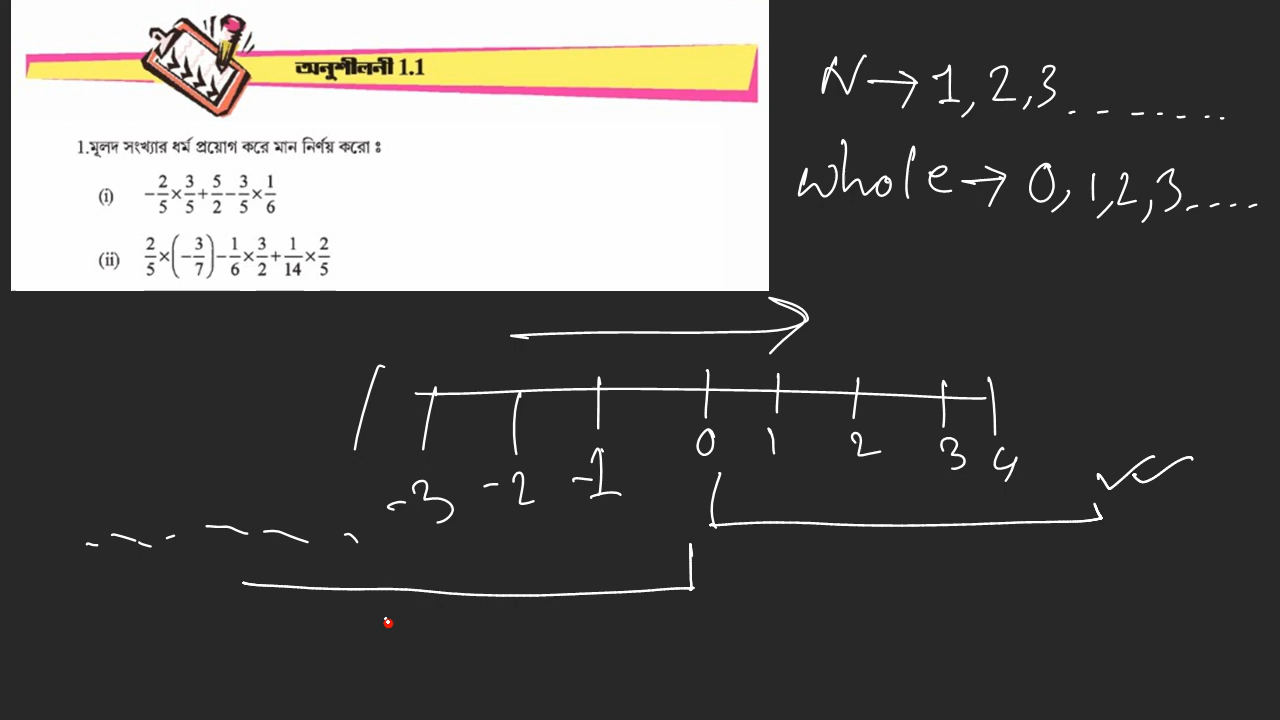 অনুশীলনী 1.1
1.মূলদ সংখ্যার ধর্ম প্রয়োগ করে মান নির্ণয় করো ঃ
(i) -2/5×3/5+5/2-3/5×1/6
(ii) 2/5×(-3/7)-1/6×3/2+1/14×2/5
N→1,2,3.......
whole→0,1,2,3.....
-3 -2 -1 0 1 2 3 4